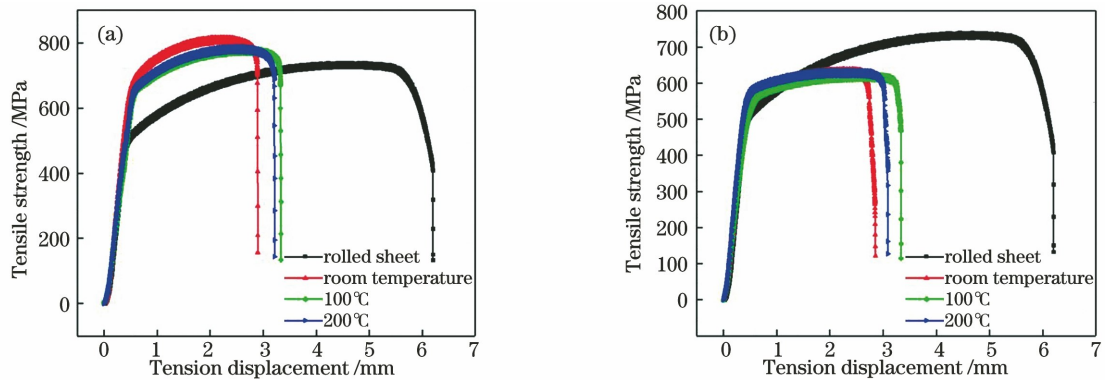 (a)
Tensile strength /MPa
800
600
400
200
0
0 1 2 3 4 5 6 7
Tension displacement /mm
rolled sheet
room temperature
100℃
200℃
(b)
Tensile strength /MPa
800
700
600
500
400
300
200
100
0
-100
0 1 2 3 4 5 6 7
Tension displacement /mm
rolled sheet
room temperature
100℃
200℃